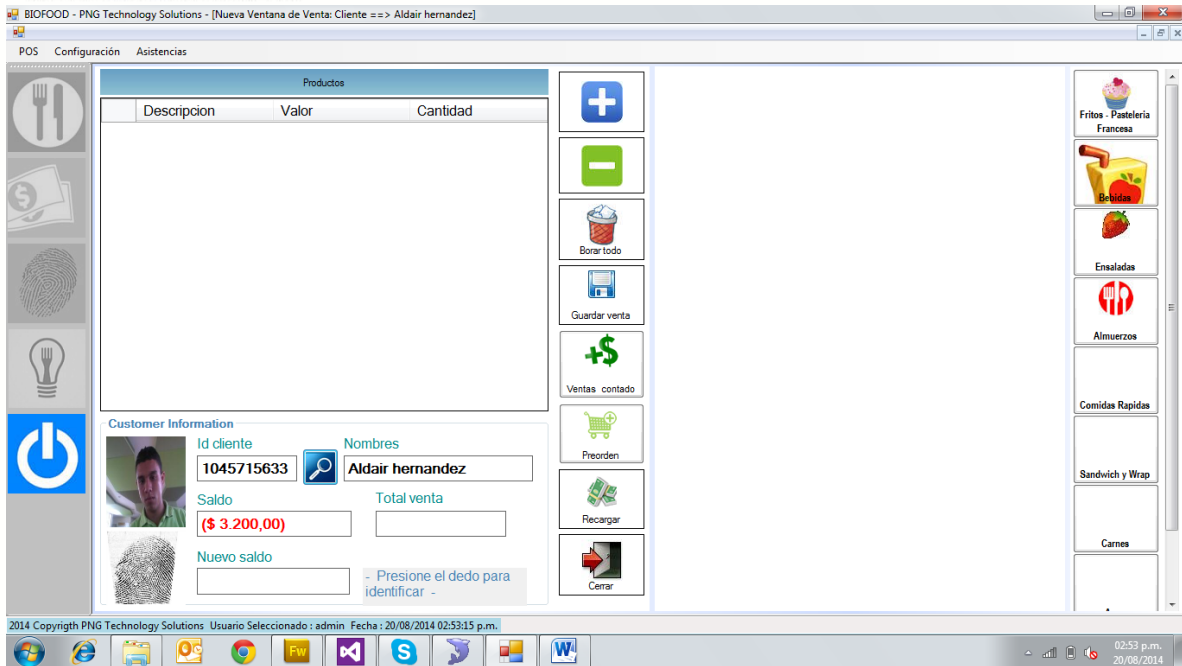 BIOFOOD - PNG Technology Solutions - [Nueva Ventana de Venta: Cliente ==> Aldair hernandez]
POS Configuración Asistencias
Productos
Descripcion Valor Cantidad
Borar todo
Guardar venta
+$
Ventas contado
Preorden
Recargar
Cerrar
Customer Information
Id cliente Nombres
1045715633 Aldair hernandez
Saldo Total venta
($ 3.200,00)
Nuevo saldo
- Presione el dedo para
identificar -
Fritos - Pasteleria
Francesa
Bebidas
Ensaladas
Almuerzos
Comidas Rapidas
Sandwich y Wrap
Carnes
2014 Copyrigth PNG Technology Solutions Usuario Seleccionado : admin Fecha : 20/08/2014 02:53:15 p.m.
Fw
S
W
02:53 p.m.
20/08/2014